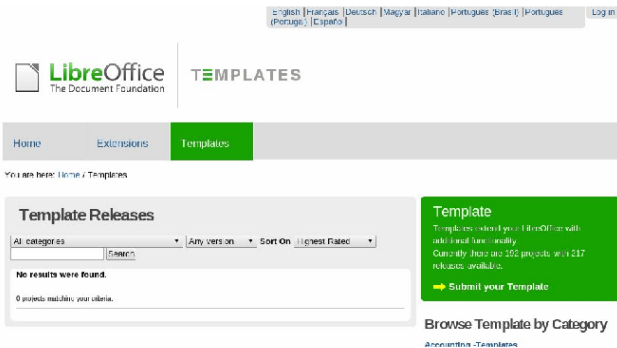 English |Français |Deutsch |Magyar |Italiano |Português (Brasil) |Português
(Portugal) |Español |
Log in
LibreOffice
The Document Foundation
TEMPLATES
Home
Extensions
Templates
You are here: Home / Templates
Template Releases
All categories
Any version
Sort On
Highest Rated
Search
No results were found.
0 projects matching your criteria.
Template
Templates extend your LibreOffice with
additional functionality.
Currently there are 192 projects with 217
releases available.
Submit your Template
Browse Template by Category
Accounting -Templates